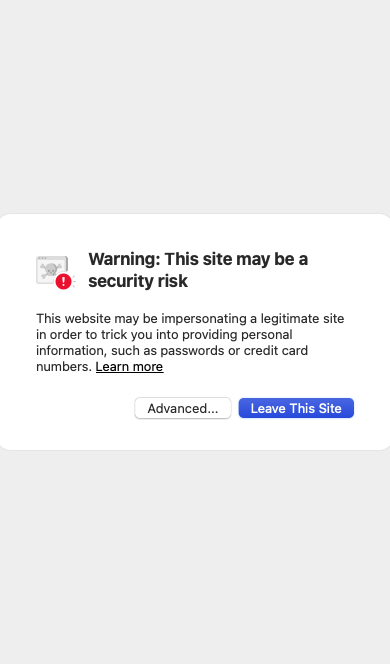 Warning: This site may be a
security risk
This website may be impersonating a legitimate site
in order to trick you into providing personal
information, such as passwords or credit card
numbers. Learn more
Advanced...
Leave This Site